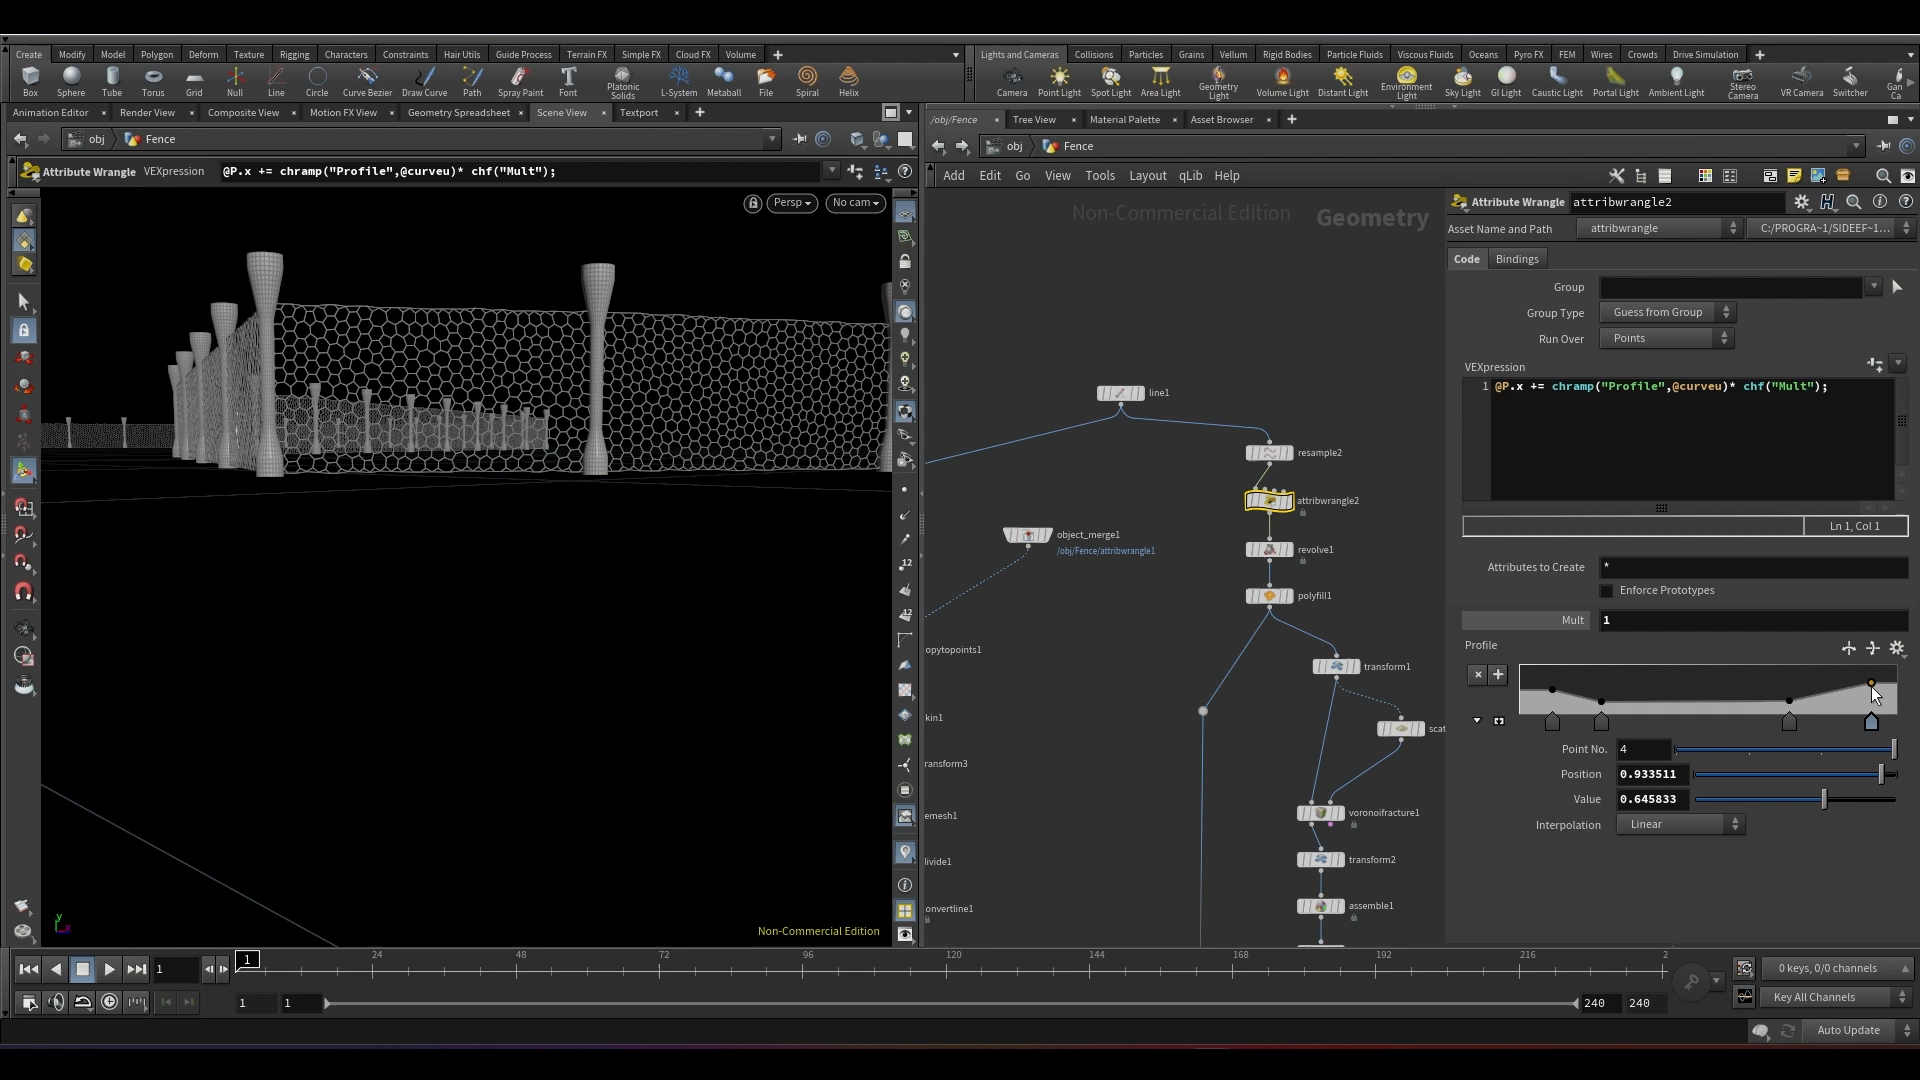 Create Modify Model Polygon Deform Texture Rigging Characters Constraints Hair Utils Guide Process Terrain FX Simple FX Cloud FX Volume
Lights and Cameras Collisions Particles Grains Vellum Rigid Bodies Particle Fluids Viscous Fluids Oceans Pyro FX FEM Wires Crowds Drive Simulation
Box Sphere Tube Torus Grid Null Line Circle Curve Bezier Draw Curve Path Spray Paint Font Platonic Solids L-System Metaball File Spiral Helix
Camera Point Light Spot Light Area Light Geometry Light Volume Light Distant Light Environment Light Sky Light GI Light Caustic Light Portal Light Ambient Light Stereo Camera VR Camera Switcher Gan Ca
Animation Editor Render View Composite View Motion FX View Geometry Spreadsheet Scene View Textport
/obj/Fence Tree View Material Palette Asset Browser
obj Fence
obj Fence
Attribute Wrangle VEXpression @P.x += chramp("Profile",@curveu)* chf("Mult");
Add Edit Go View Tools Layout qLib Help
Persp No cam
Non-Commercial Edition Geometry
Attribute Wrangle attribwrangle2
Asset Name and Path attribwrangle C:/PROGRA~1/SIDEEF~1...
Code Bindings
Group
Group Type Guess from Group
Run Over Points
VEXpression
1 @P.x += chramp("Profile",@curveu)* chf("Mult");
Ln 1, Col 1
Attributes to Create *
Enforce Prototypes
Mult 1
Profile
Point No. 4
Position 0.933511
Value 0.645833
Interpolation Linear
line1
resample2
attribwrangle2
object_merge1
/obj/Fence/attribwrangle1
revolve1
polyfill1
opytopoints1
transform1
kin1
scat
ransform3
emesh1
voronoifracture1
ivide1
transform2
onvertline1
assemble1
12
12
y
x
Non-Commercial Edition
1 1 24 48 72 96 120 144 168 192 216 2
0 keys, 0/0 channels
1 1 240 240
Key All Channels
Auto Update